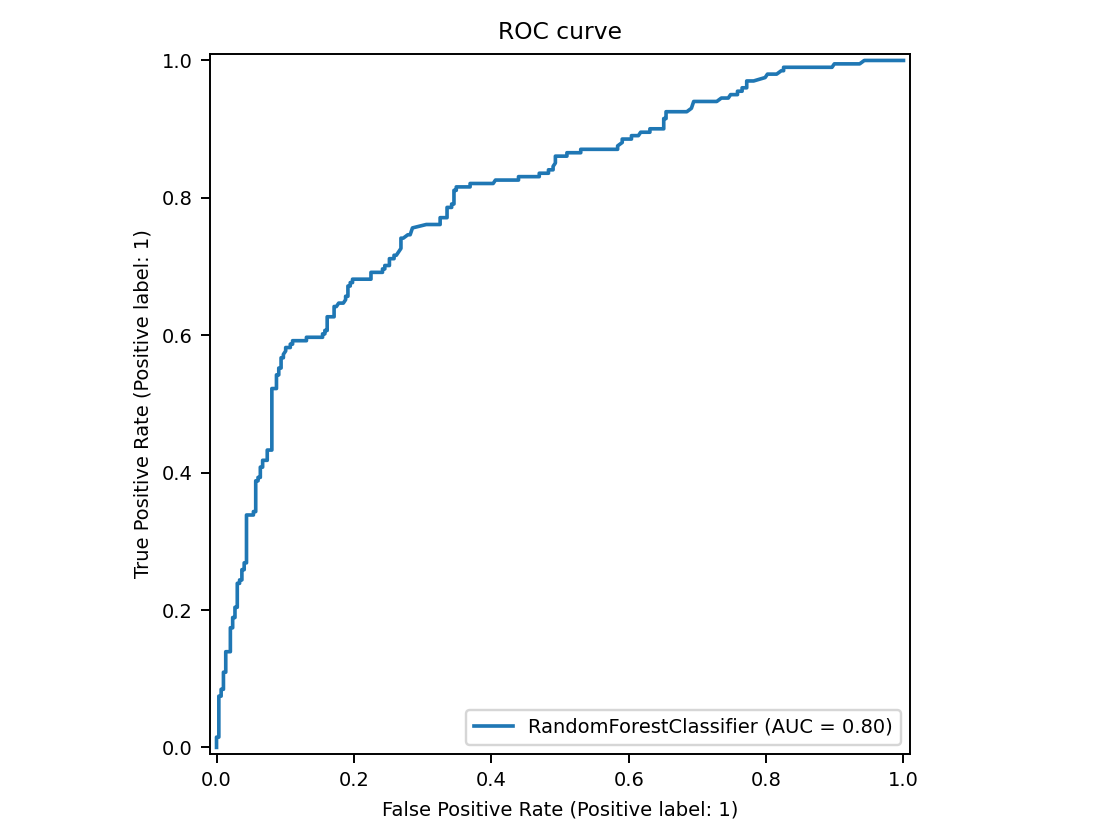 ROC curve
True Positive Rate (Positive label: 1)
1.0
0.8
0.6
0.4
0.2
0.0
RandomForestClassifier (AUC = 0.80)
0.0 0.2 0.4 0.6 0.8 1.0
False Positive Rate (Positive label: 1)